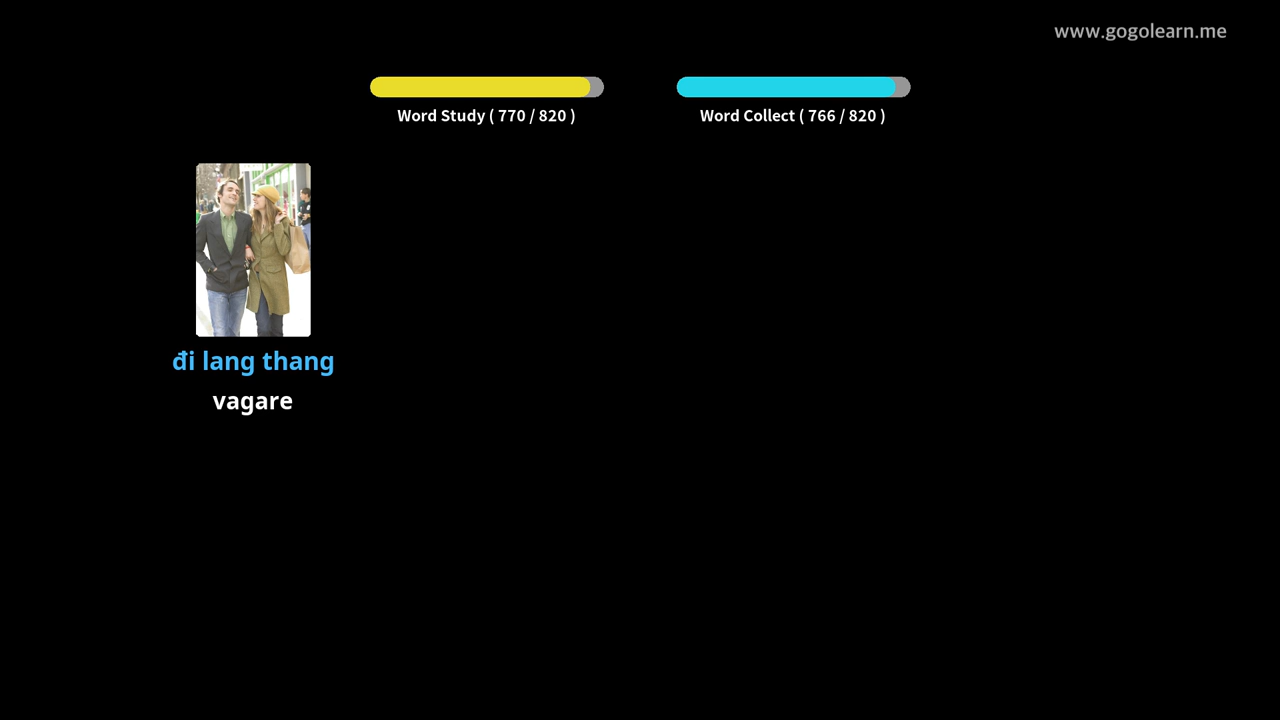 www.gogolearn.me
Word Study ( 770 / 820 )
Word Collect ( 766 / 820 )
đi lang thang
vagare